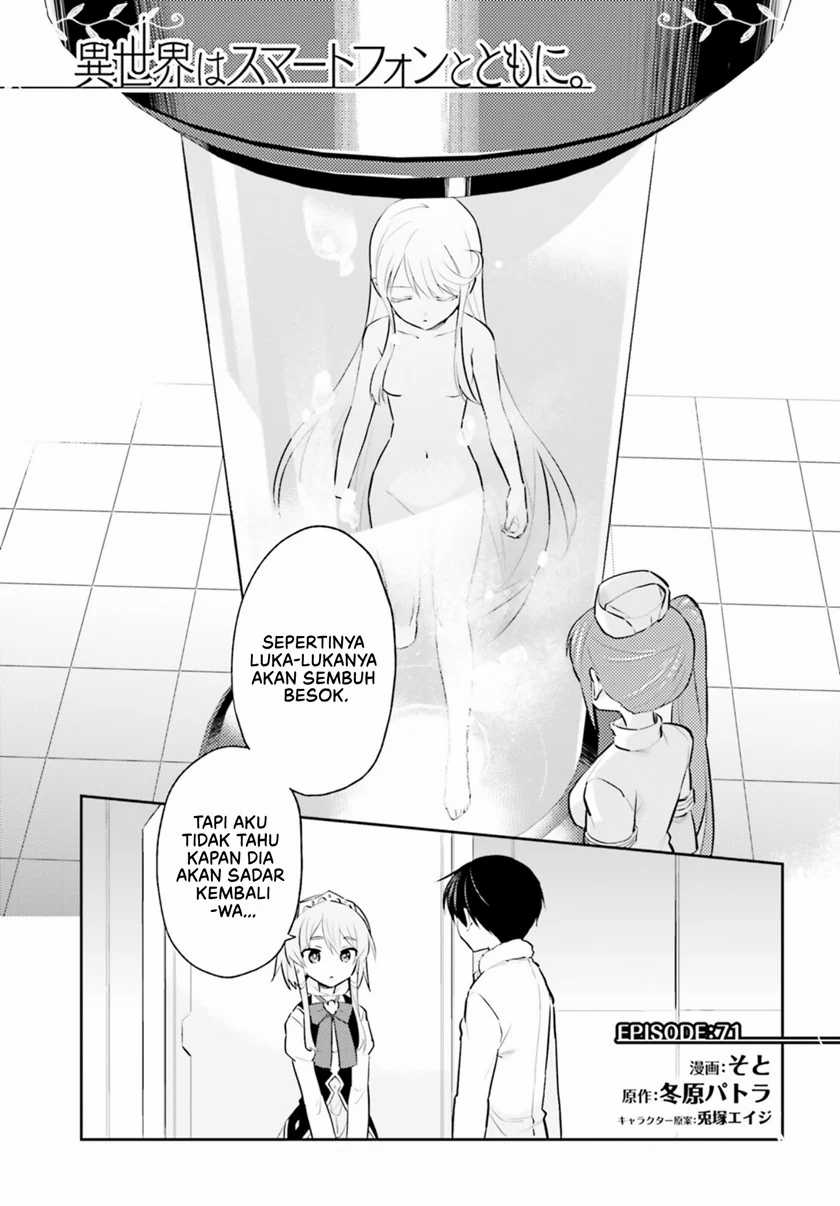 異世界はスマートフォンとともに。
SEPERTINYA
LUKA-LUKANYA
AKAN SEMBUH
BESOK.
TAPI AKU
TIDAK TAHU
KAPAN DIA
AKAN SADAR
KEMBALI
-WA...
EPISODE:71
漫画:そと
原作:冬原パトラ
キャラクター原案:兎塚エイジ